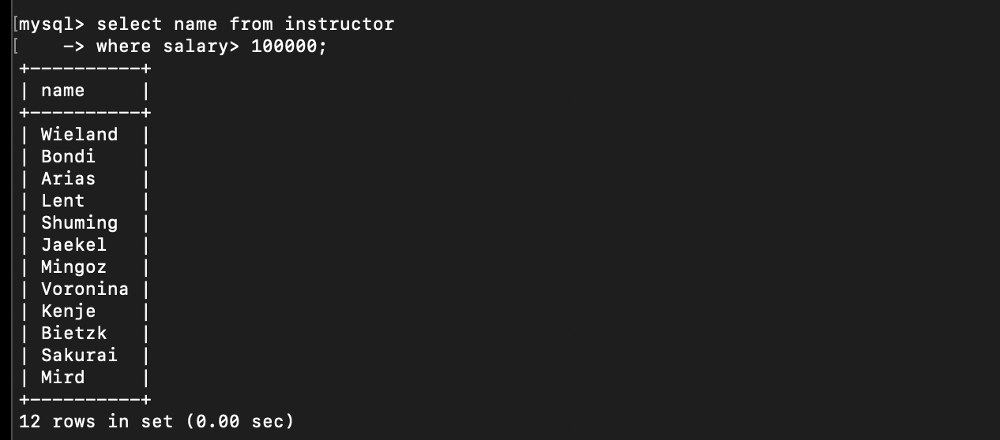 [mysql> select name from instructor
[    -> where salary> 100000;
+----------+
| name     |
+----------+
| Wieland  |
| Bondi    |
| Arias    |
| Lent     |
| Shuming  |
| Jaekel   |
| Mingoz   |
| Voronina |
| Kenje    |
| Bietzk   |
| Sakurai  |
| Mird     |
+----------+
12 rows in set (0.00 sec)